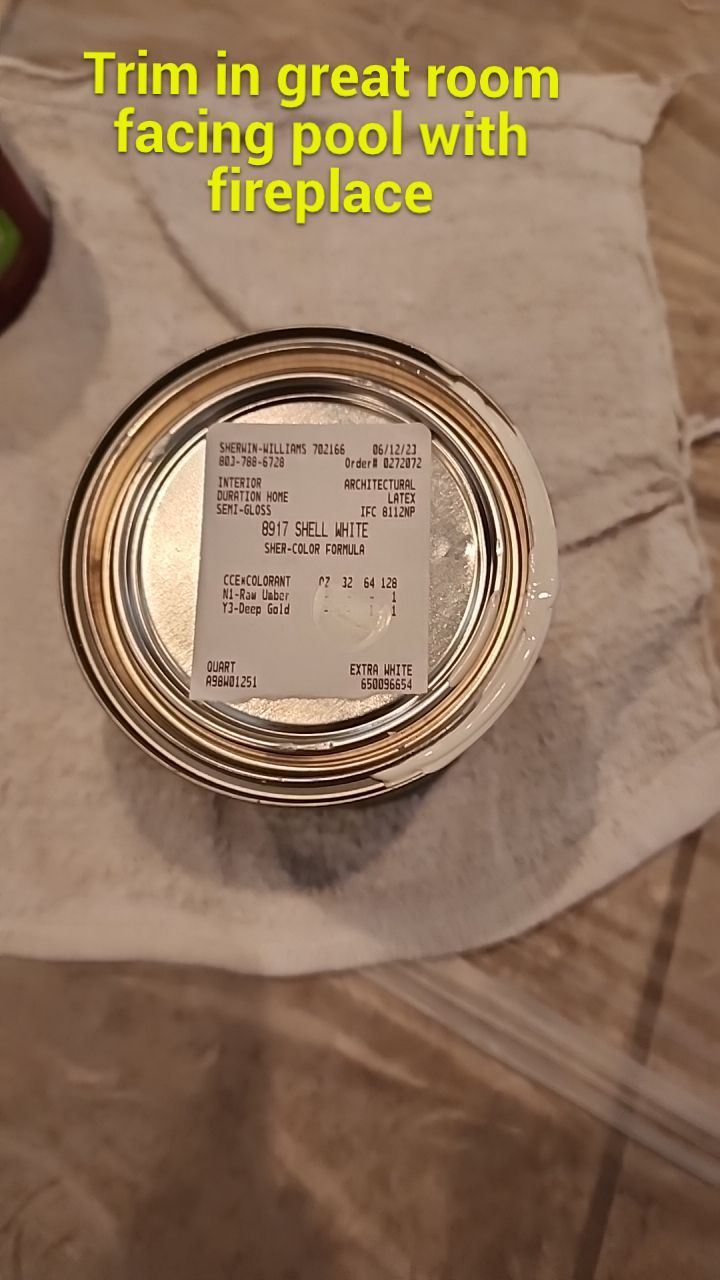 Trim in great room
facing pool with
fireplace
SHERWIN-WILLIAMS 702166 06/12/23
803-788-6728 Order# 0272072
INTERIOR ARCHITECTURAL
DURATION HOME LATEX
SEMI-GLOSS IFC 8112NP
8917 SHELL WHITE
SHER-COLOR FORMULA
CCE*COLORANT OZ 32 64 128
N1-Raw Umber - - - 1
Y3-Deep Gold - - 1 1
QUART EXTRA WHITE
A98W01251 650096654